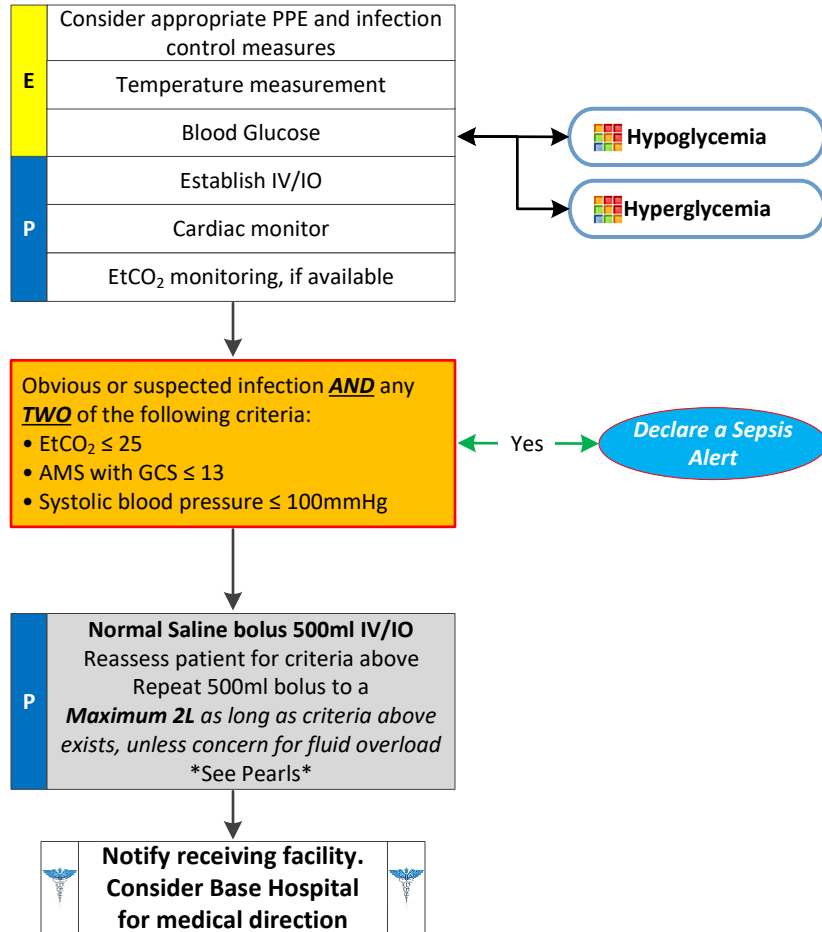 E
Consider appropriate PPE and infection
control measures
Temperature measurement
Blood Glucose
Hypoglycemia
Hyperglycemia
P
Establish IV/IO
Cardiac monitor
EtCO₂ monitoring, if available
Obvious or suspected infection AND any
TWO of the following criteria:
• EtCO₂ ≤ 25
• AMS with GCS ≤ 13
• Systolic blood pressure ≤ 100mmHg
Yes
Declare a Sepsis
Alert
P
Normal Saline bolus 500ml IV/IO
Reassess patient for criteria above
Repeat 500ml bolus to a
Maximum 2L as long as criteria above
exists, unless concern for fluid overload
*See Pearls*
Notify receiving facility.
Consider Base Hospital
for medical direction